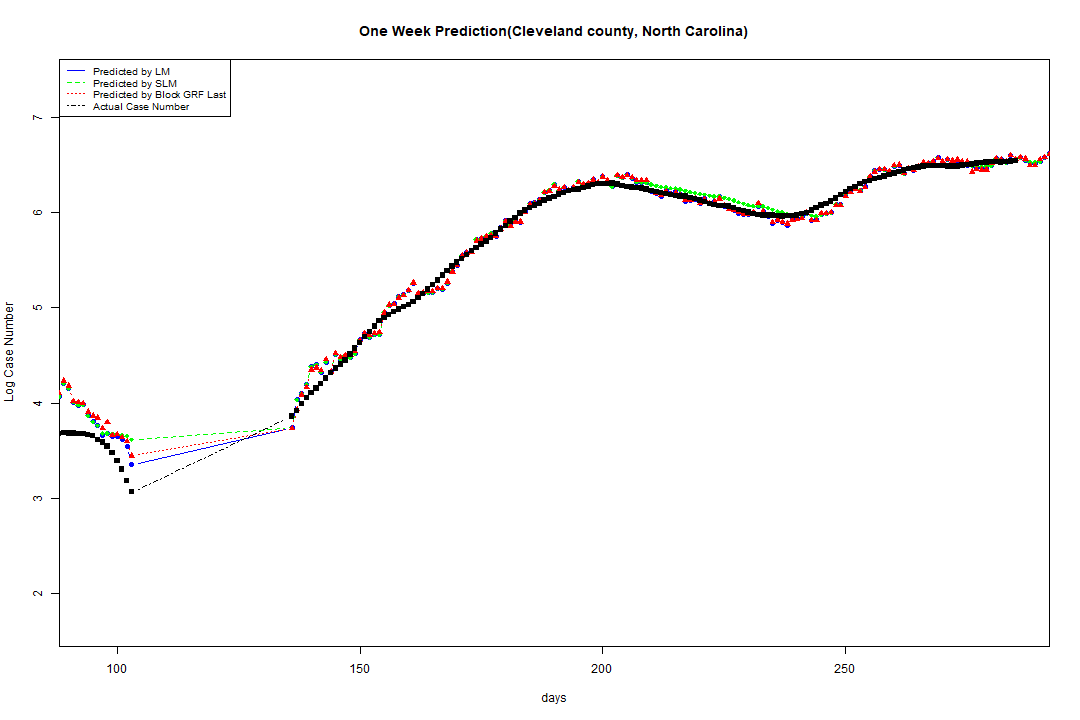 One Week Prediction(Cleveland county, North Carolina)
Predicted by LM
Predicted by SLM
Predicted by Block GRF Last
Actual Case Number
7
6
5
4
3
2
Log Case Number
100 150 200 250
days